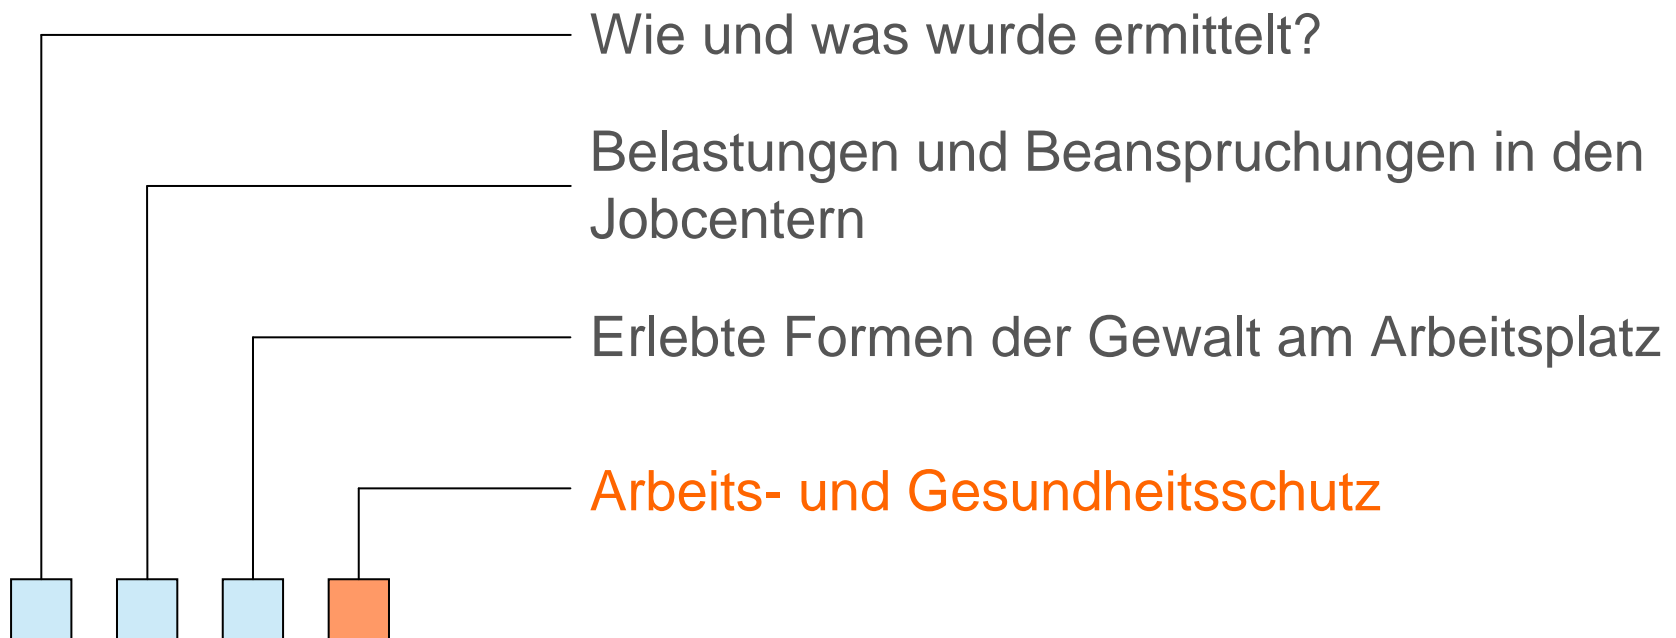 Wie und was wurde ermittelt?
Belastungen und Beanspruchungen in den
Jobcentern
Erlebte Formen der Gewalt am Arbeitsplatz
Arbeits- und Gesundheitsschutz